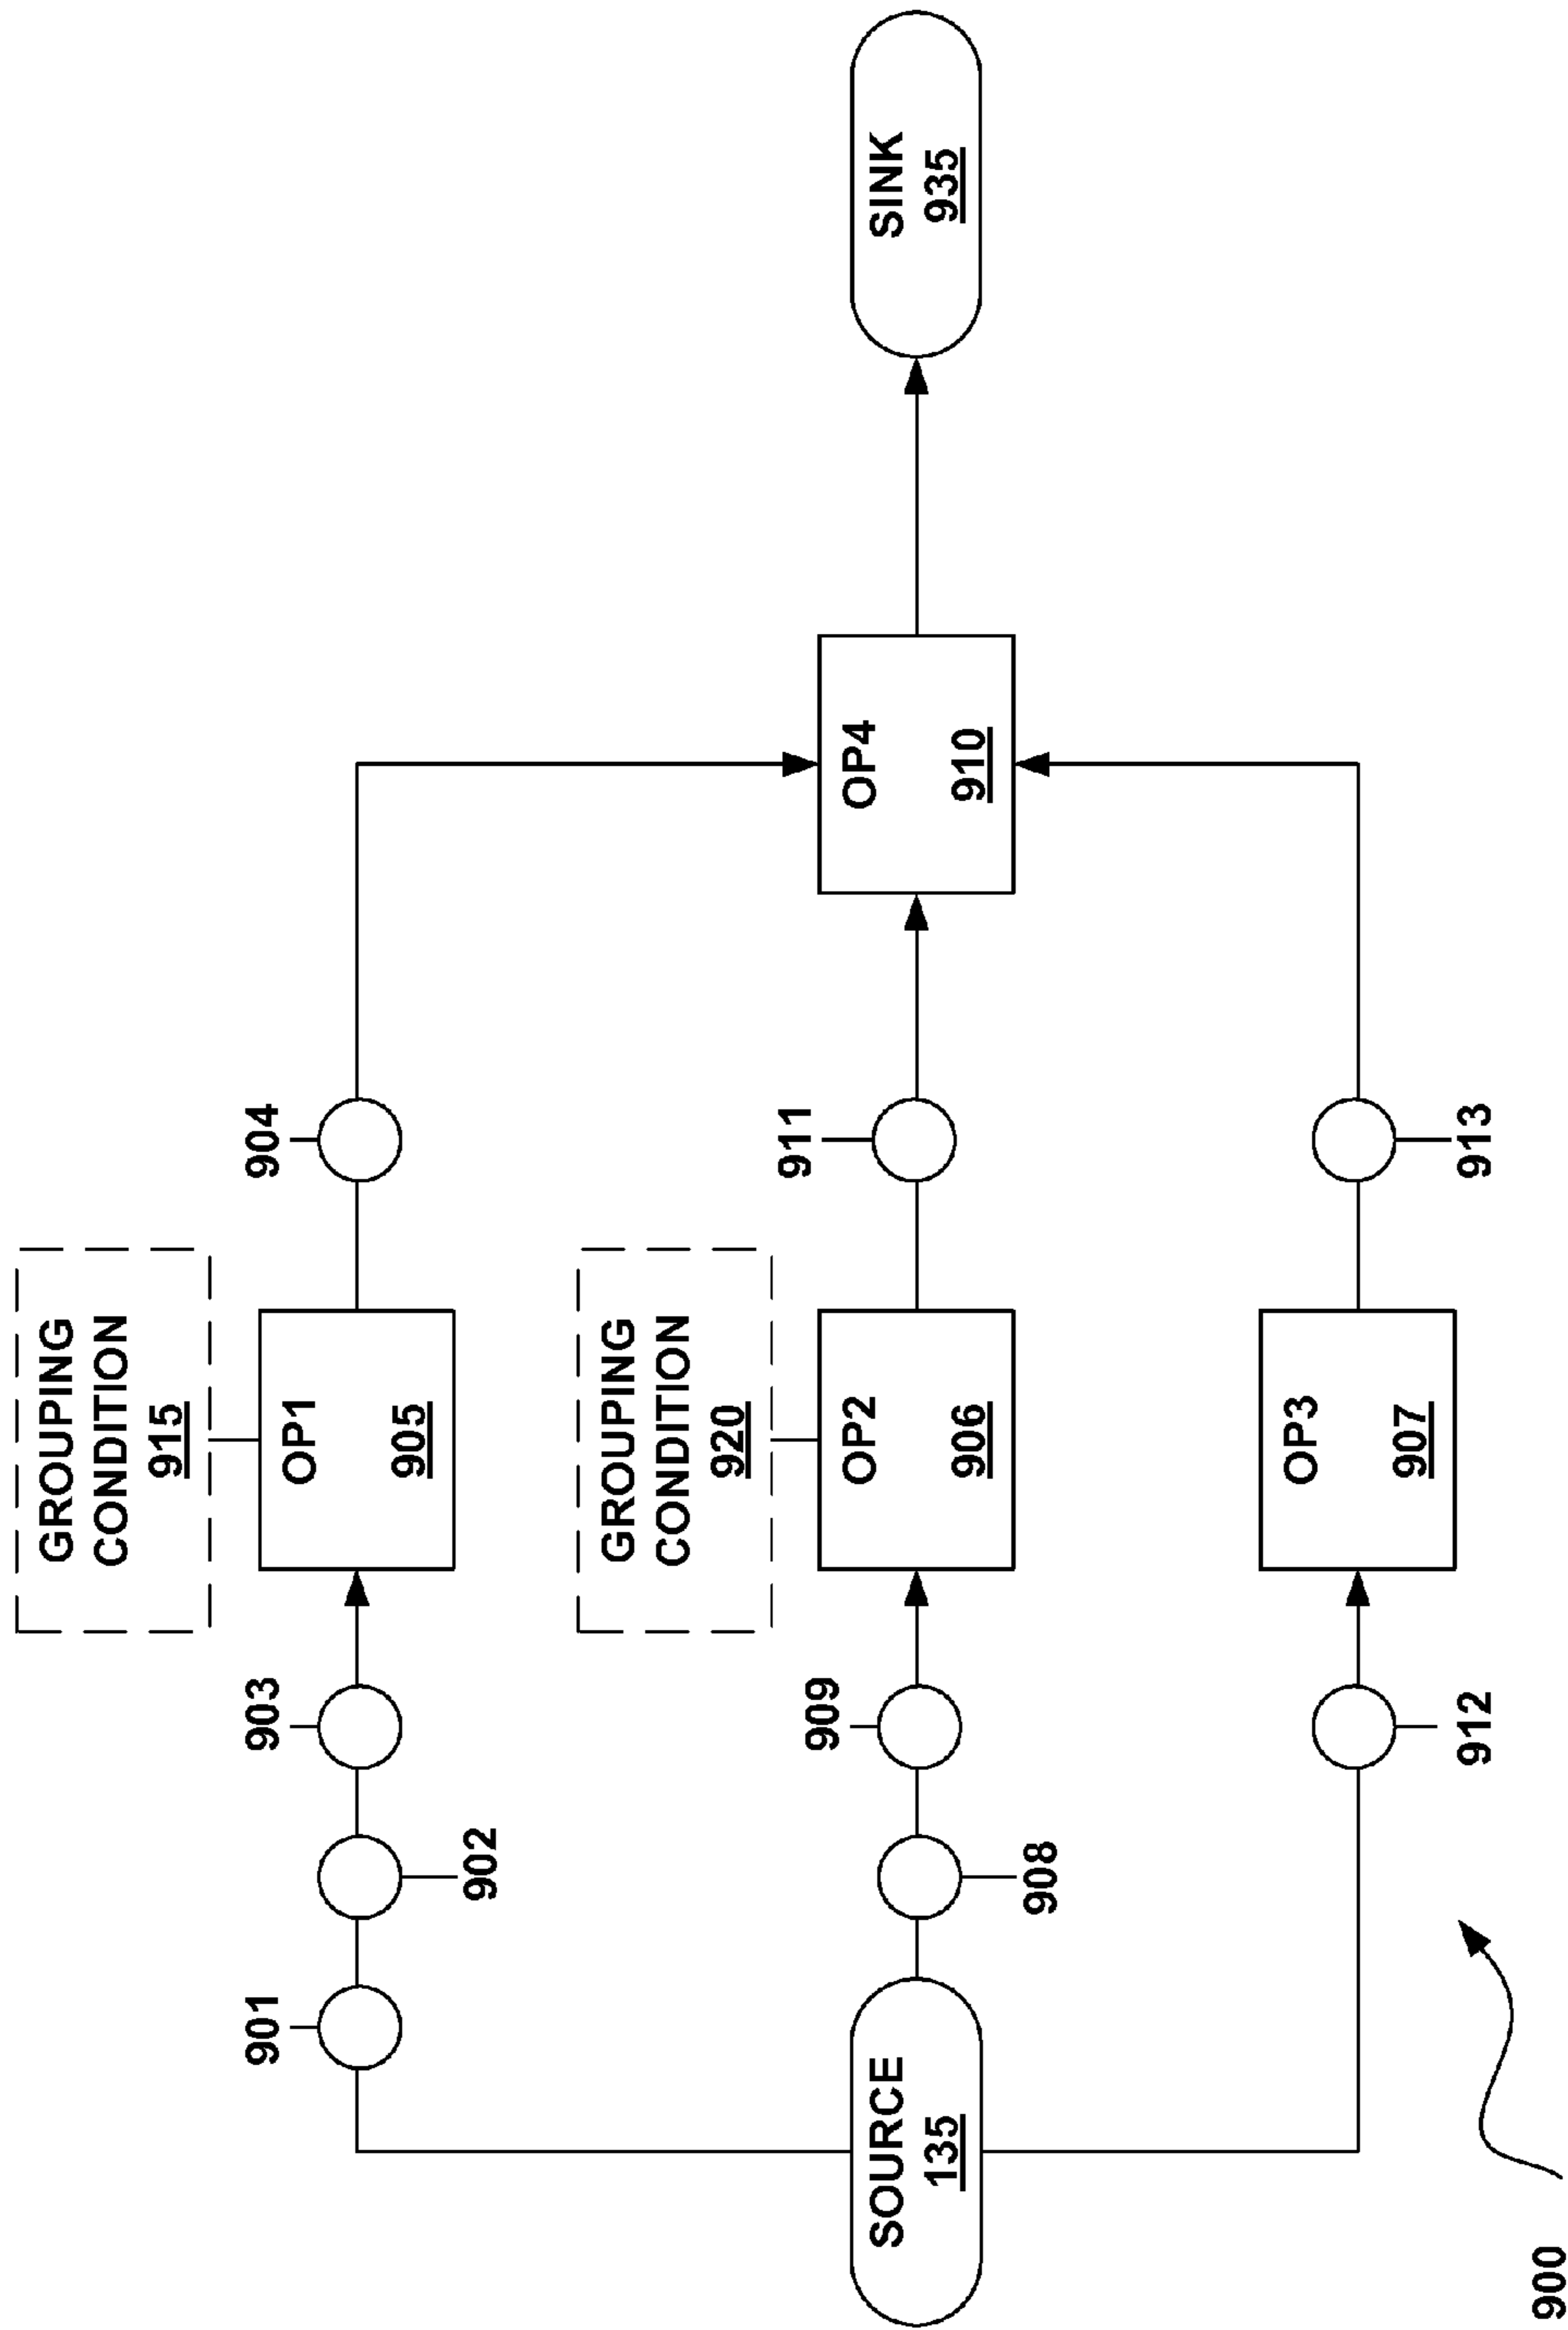 GROUPING
CONDITION
915
901
902
903
OP1
905
904
GROUPING
CONDITION
920
SOURCE
135
908
909
OP2
906
911
OP4
910
SINK
935
912
OP3
907
913
900